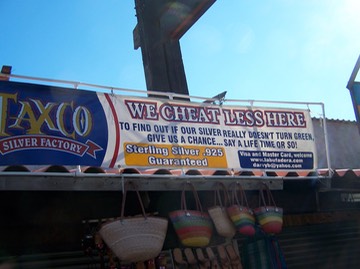 TAXCO
SILVER FACTORY
WE CHEAT LESS HERE
TO FIND OUT IF OUR SILVER REALLY DOESN'T TURN GREEN,
GIVE US A CHANCE.... SAY A LIFE TIME OR SO!
Sterling Silver .925
Guaranteed
Visa and Master Card, welcome